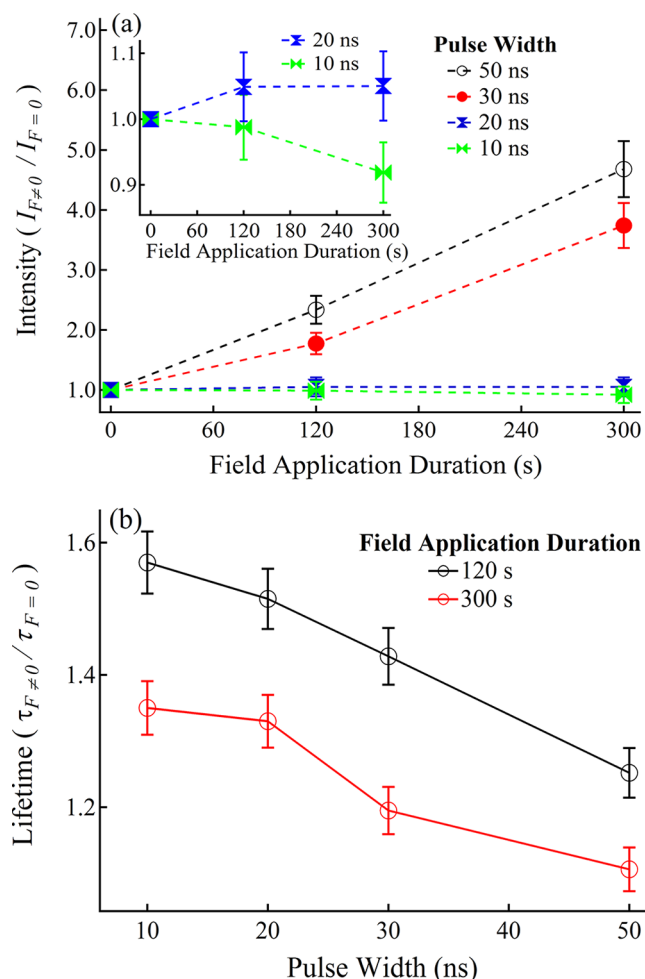 (a)
7.0
6.0
5.0
4.0
3.0
2.0
1.0
Intensity ( I_{F≠0} / I_{F=0} )
0 60 120 180 240 300
Field Application Duration (s)
1.1
1.0
0.9
20 ns
10 ns
0 60 120 180 240 300
Field Application Duration (s)
Pulse Width
50 ns
30 ns
20 ns
10 ns
(b)
1.6
1.4
1.2
Lifetime ( τ_{F≠0} / τ_{F=0} )
Field Application Duration
120 s
300 s
10 20 30 40 50
Pulse Width (ns)